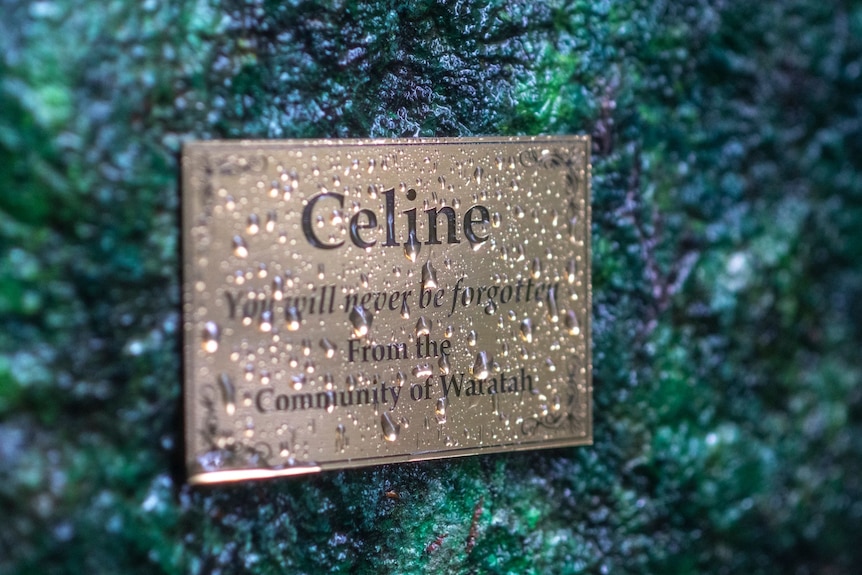 Celine
You will never be forgotten
From the
Community of Waratah